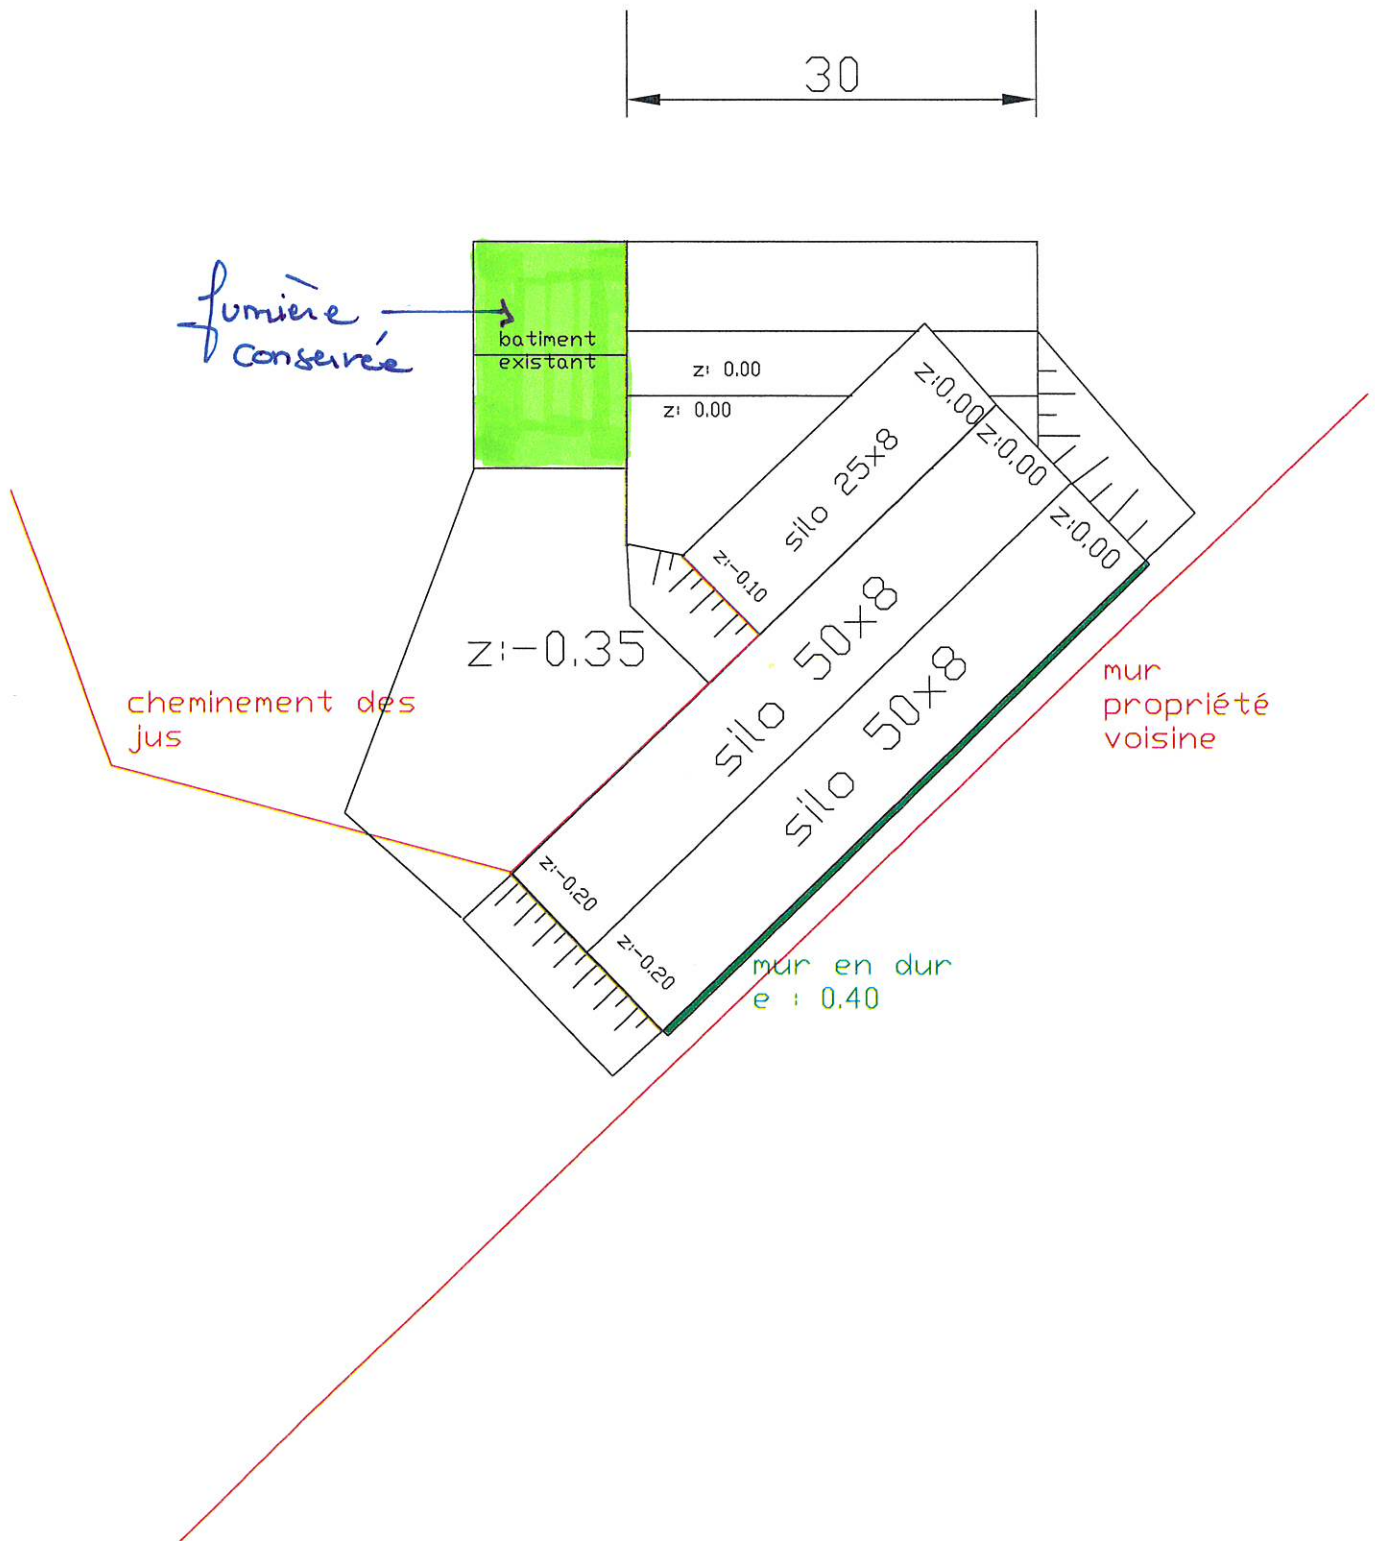 30
fumière
conservée
batiment
existant
z: 0.00
z: 0.00
z:0.00
z:0.00
z:0.00
silo 25x8
z:-0.10
silo 50x8
silo 50x8
z:-0.35
cheminement des
jus
mur
propriété
voisine
z:-0.20
z:-0.20
mur en dur
e : 0.40